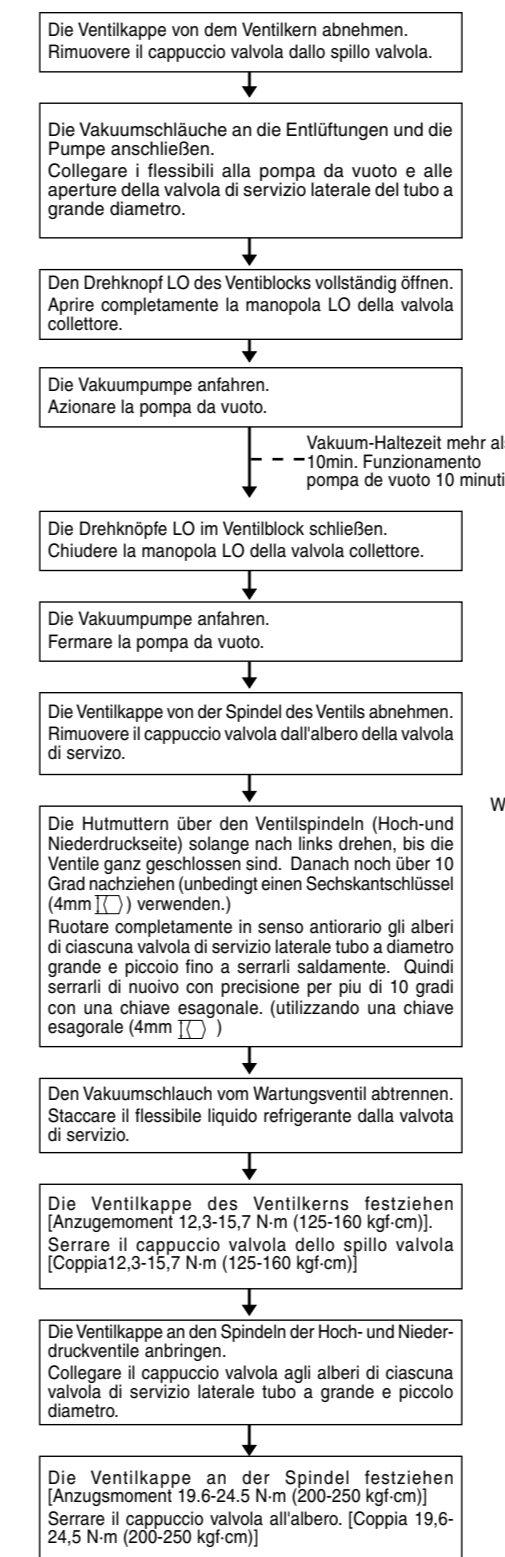 Die Ventilkappe von dem Ventilkern abnehmen.
Rimuovere il cappuccio valvola dallo spillo valvola.
Die Vakuumschläuche an die Entlüftungen und die
Pumpe anschließen.
Collegare i flessibili alla pompa da vuoto e alle
aperture della valvola di servizio laterale del tubo a
grande diametro.
Den Drehknopf LO des Ventiblocks vollständig öffnen.
Aprire completamente la manopola LO della valvola
collettore.
Die Vakuumpumpe anfahren.
Azionare la pompa da vuoto.
Vakuum-Haltezeit mehr als
10min. Funzionamento
pompa de vuoto 10 minuti
Die Drehknöpfe LO im Ventilblock schließen.
Chiudere la manopola LO della valvola collettore.
Die Vakuumpumpe anfahren.
Fermare la pompa da vuoto.
Die Ventilkappe von der Spindel des Ventils abnehmen.
Rimuovere il cappuccio valvola dall'albero della valvola
di servizo.
W
Die Hutmuttern über den Ventilspindeln (Hoch-und
Niederdruckseite) solange nach links drehen, bis die
Ventile ganz geschlossen sind. Danach noch über 10
Grad nachziehen (unbedingt einen Sechskantschlüssel
(4mm) verwenden.)
Ruotare completamente in senso antiorario gli alberi
di ciascuna valvola di servizio laterale tubo a diametro
grande e piccoio fino a serrarli saldamente. Quindi
serrarli di nuoivo con precisione per piu di 10 gradi
con una chiave esagonale. (utilizzando una chiave
esagorale (4mm )
Den Vakuumschlauch vom Wartungsventil abtrennen.
Staccare il flessibile liquido refrigerante dalla valvota
di servizio.
Die Ventilkappe des Ventilkerns festziehen
[Anzugemoment 12,3-15,7 N·m (125-160 kgf·cm)].
Serrare il cappuccio valvola dello spillo valvola
[Coppia12,3-15,7 N·m (125-160 kgf·cm)]
Die Ventilkappe an den Spindeln der Hoch- und Nieder-
druckventile anbringen.
Collegare il cappuccio valvola agli alberi di ciascuna
valvola di servizio laterale tubo a grande e piccolo
diametro.
Die Ventilkappe an der Spindel festziehen
[Anzugsmoment 19.6-24.5 N·m (200-250 kgf·cm)]
Serrare il cappuccio valvola all'albero. [Coppia 19,6-
24,5 N·m (200-250 kgf·cm)]